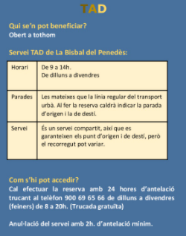 TAD
Qui se'n pot beneficiar?
Obert a tothom
Servei TAD de La Bisbal del Penedès:
Horari
De 9 a 14h.
De dilluns a divendres
Parades
Les mateixes que la línia regular del transport
urbà. Al fer la reserva caldrà indicar la parada
d'origen i la de destí.
Servei
És un servei compartit, així que es
garanteixen els punt d'origen i de destí, però
el recorregut pot variar.
Com s'hi pot accedir?
Cal efectuar la reserva amb 24 hores d'antelació
trucant al telèfon 900 69 65 66 de dilluns a divendres
(feiners) de 8 a 20h. (Trucada gratuïta)
Anul·lació del servei amb 2h. d'antelació mínim.